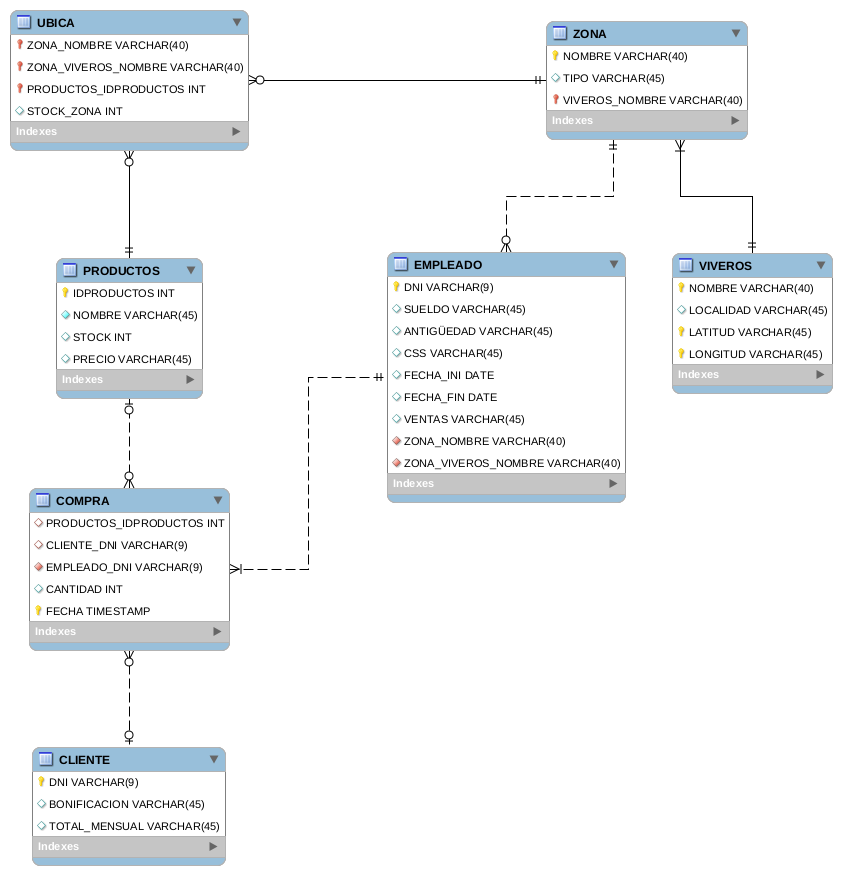 UBICA
ZONA_NOMBRE VARCHAR(40)
ZONA_VIVEROS_NOMBRE VARCHAR(40)
PRODUCTOS_IDPRODUCTOS INT
STOCK_ZONA INT
Indexes
ZONA
NOMBRE VARCHAR(40)
TIPO VARCHAR(45)
VIVEROS_NOMBRE VARCHAR(40)
Indexes
PRODUCTOS
IDPRODUCTOS INT
NOMBRE VARCHAR(45)
STOCK INT
PRECIO VARCHAR(45)
Indexes
EMPLEADO
DNI VARCHAR(9)
SUELDO VARCHAR(45)
ANTIGÜEDAD VARCHAR(45)
CSS VARCHAR(45)
FECHA_INI DATE
FECHA_FIN DATE
VENTAS VARCHAR(45)
ZONA_NOMBRE VARCHAR(40)
ZONA_VIVEROS_NOMBRE VARCHAR(40)
Indexes
VIVEROS
NOMBRE VARCHAR(40)
LOCALIDAD VARCHAR(45)
LATITUD VARCHAR(45)
LONGITUD VARCHAR(45)
Indexes
COMPRA
PRODUCTOS_IDPRODUCTOS INT
CLIENTE_DNI VARCHAR(9)
EMPLEADO_DNI VARCHAR(9)
CANTIDAD INT
FECHA TIMESTAMP
Indexes
CLIENTE
DNI VARCHAR(9)
BONIFICACION VARCHAR(45)
TOTAL_MENSUAL VARCHAR(45)
Indexes